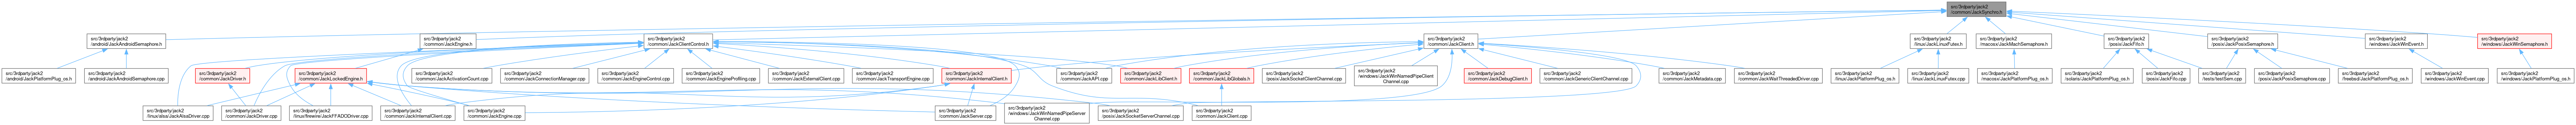 src/3rdparty/jack2
/common/JackSynchro.h
src/3rdparty/jack2
/android/JackAndroidSemaphore.h
src/3rdparty/jack2
/common/JackEngine.h
src/3rdparty/jack2
/common/JackClientControl.h
src/3rdparty/jack2
/common/JackClient.h
src/3rdparty/jack2
/linux/JackLinuxFutex.h
src/3rdparty/jack2
/macosx/JackMachSemaphore.h
src/3rdparty/jack2
/posix/JackFifo.h
src/3rdparty/jack2
/posix/JackPosixSemaphore.h
src/3rdparty/jack2
/windows/JackWinEvent.h
src/3rdparty/jack2
/windows/JackWinSemaphore.h
src/3rdparty/jack2
/android/JackPlatformPlug_os.h
src/3rdparty/jack2
/android/JackAndroidSemaphore.cpp
src/3rdparty/jack2
/common/JackDriver.h
src/3rdparty/jack2
/common/JackLockedEngine.h
src/3rdparty/jack2
/common/JackActivationCount.cpp
src/3rdparty/jack2
/common/JackConnectionManager.cpp
src/3rdparty/jack2
/common/JackEngineControl.cpp
src/3rdparty/jack2
/common/JackEngineProfiling.cpp
src/3rdparty/jack2
/common/JackExternalClient.cpp
src/3rdparty/jack2
/common/JackTransportEngine.cpp
src/3rdparty/jack2
/common/JackInternalClient.h
src/3rdparty/jack2
/common/JackAPI.cpp
src/3rdparty/jack2
/common/JackLibClient.h
src/3rdparty/jack2
/common/JackLibGlobals.h
src/3rdparty/jack2
/posix/JackSocketClientChannel.cpp
src/3rdparty/jack2
/windows/JackWinNamedPipeClient
Channel.cpp
src/3rdparty/jack2
/common/JackDebugClient.h
src/3rdparty/jack2
/common/JackGenericClientChannel.cpp
src/3rdparty/jack2
/common/JackMetadata.cpp
src/3rdparty/jack2
/common/JackWaitThreadedDriver.cpp
src/3rdparty/jack2
/linux/JackPlatformPlug_os.h
src/3rdparty/jack2
/linux/JackLinuxFutex.cpp
src/3rdparty/jack2
/macosx/JackPlatformPlug_os.h
src/3rdparty/jack2
/solaris/JackPlatformPlug_os.h
src/3rdparty/jack2
/posix/JackFifo.cpp
src/3rdparty/jack2
/tests/testSem.cpp
src/3rdparty/jack2
/posix/JackPosixSemaphore.cpp
src/3rdparty/jack2
/freebsd/JackPlatformPlug_os.h
src/3rdparty/jack2
/windows/JackWinEvent.cpp
src/3rdparty/jack2
/windows/JackPlatformPlug_os.h
src/3rdparty/jack2
/linux/alsa/JackAlsaDriver.cpp
src/3rdparty/jack2
/common/JackDriver.cpp
src/3rdparty/jack2
/linux/firewire/JackFFADODriver.cpp
src/3rdparty/jack2
/common/JackInternalClient.cpp
src/3rdparty/jack2
/common/JackEngine.cpp
src/3rdparty/jack2
/common/JackServer.cpp
src/3rdparty/jack2
/windows/JackWinNamedPipeServer
Channel.cpp
src/3rdparty/jack2
/posix/JackSocketServerChannel.cpp
src/3rdparty/jack2
/common/JackClient.cpp